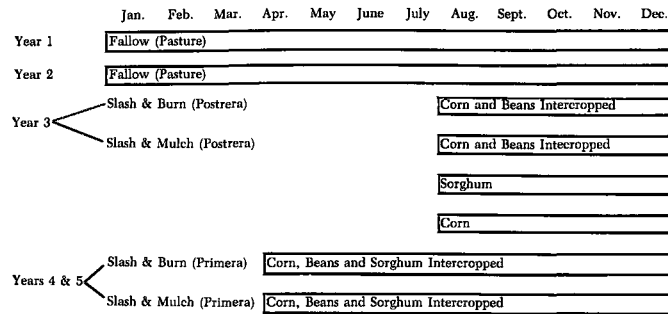 Jan. Feb. Mar. Apr. May June July Aug. Sept. Oct. Nov. Dec.
Year 1 Fallow (Pasture)
Year 2 Fallow (Pasture)
Slash & Burn (Postrera) Corn and Beans Intercropped
Year 3
Slash & Mulch (Postrera) Corn and Beans Intecropped
Sorghum
Corn
Slash & Burn (Primera) Corn, Beans and Sorghum Intercropped
Years 4 & 5
Slash & Mulch (Primera) Corn, Beans and Sorghum Intercropped